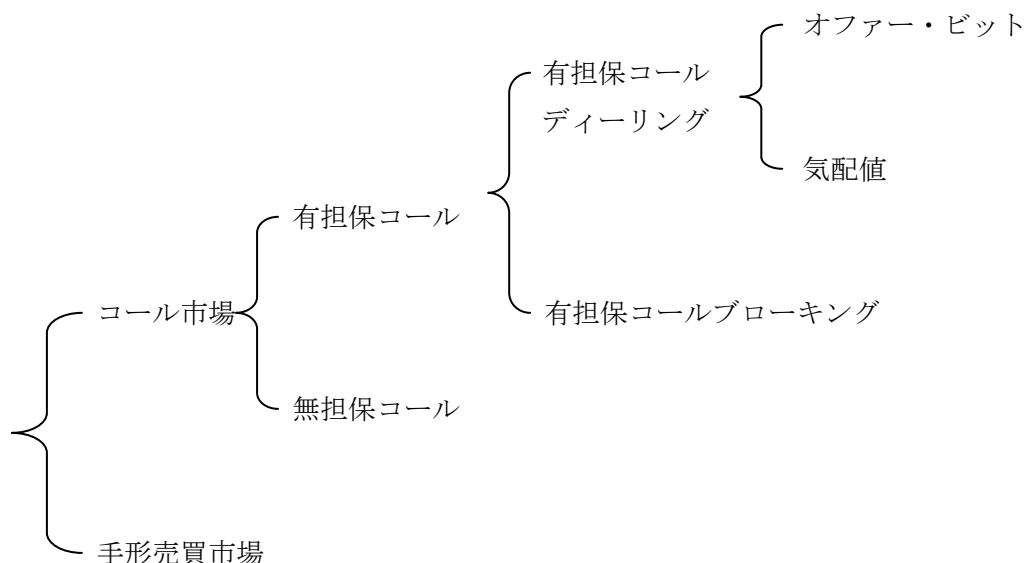 オファー・ビット
有担保コール
ディーリング
気配値
有担保コール
コール市場
有担保コールブローキング
無担保コール
手形売買市場